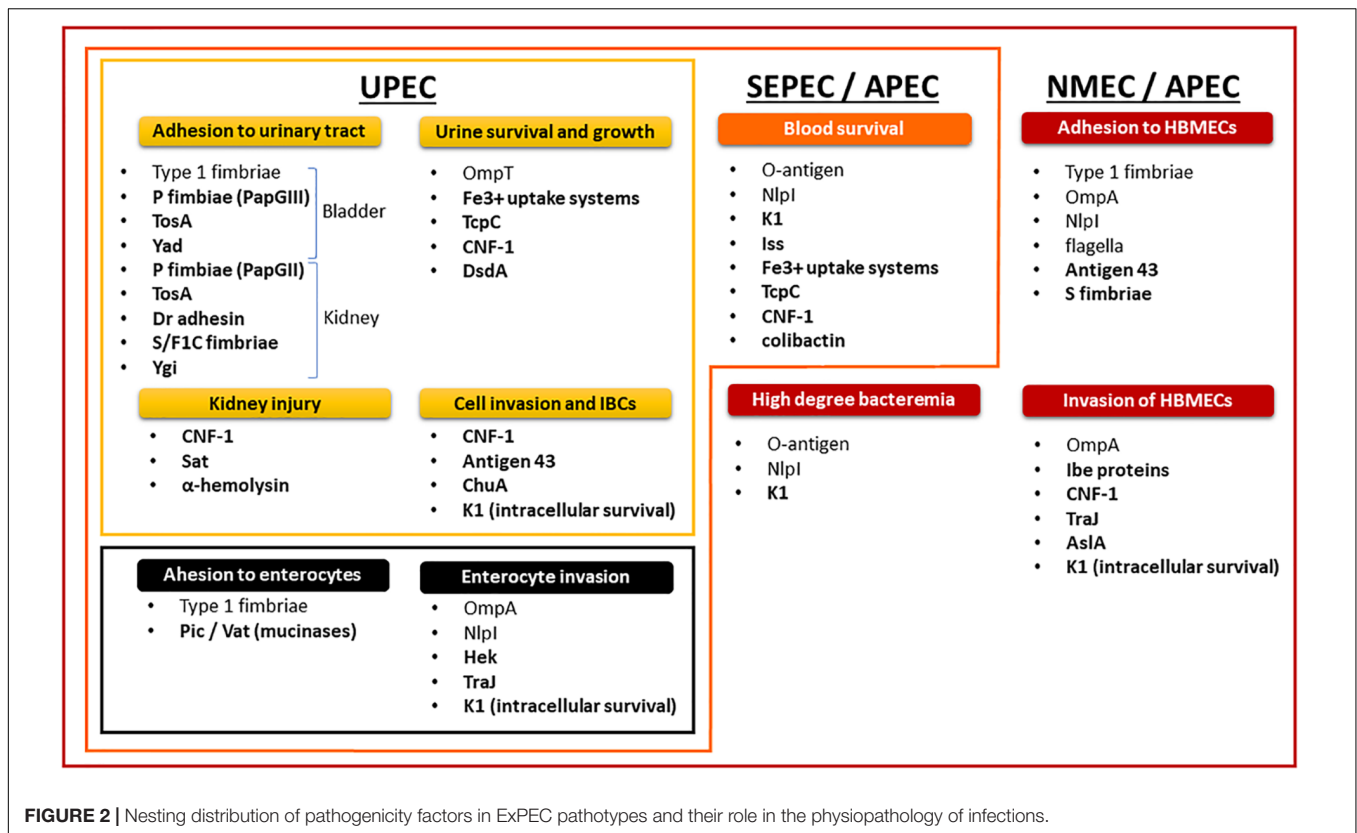 UPEC
Adhesion to urinary tract
• Type 1 fimbriae
• P fimbiae (PapGIII)
• TosA
• Yad
Bladder
• P fimbiae (PapGII)
• TosA
• Dr adhesin
• S/F1C fimbriae
• Ygi
Kidney
Urine survival and growth
• OmpT
• Fe3+ uptake systems
• TcpC
• CNF-1
• DsdA
Kidney injury
• CNF-1
• Sat
• α-hemolysin
Cell invasion and IBCs
• CNF-1
• Antigen 43
• ChuA
• K1 (intracellular survival)
Ahesion to enterocytes
• Type 1 fimbriae
• Pic / Vat (mucinases)
Enterocyte invasion
• OmpA
• NlpI
• Hek
• TraJ
• K1 (intracellular survival)
SEPEC / APEC
Blood survival
• O-antigen
• NlpI
• K1
• Iss
• Fe3+ uptake systems
• TcpC
• CNF-1
• colibactin
High degree bacteremia
• O-antigen
• NlpI
• K1
NMEC / APEC
Adhesion to HBMECs
• Type 1 fimbriae
• OmpA
• NlpI
• flagella
• Antigen 43
• S fimbriae
Invasion of HBMECs
• OmpA
• Ibe proteins
• CNF-1
• TraJ
• AslA
• K1 (intracellular survival)
FIGURE 2 | Nesting distribution of pathogenicity factors in ExPEC pathotypes and their role in the physiopathology of infections.